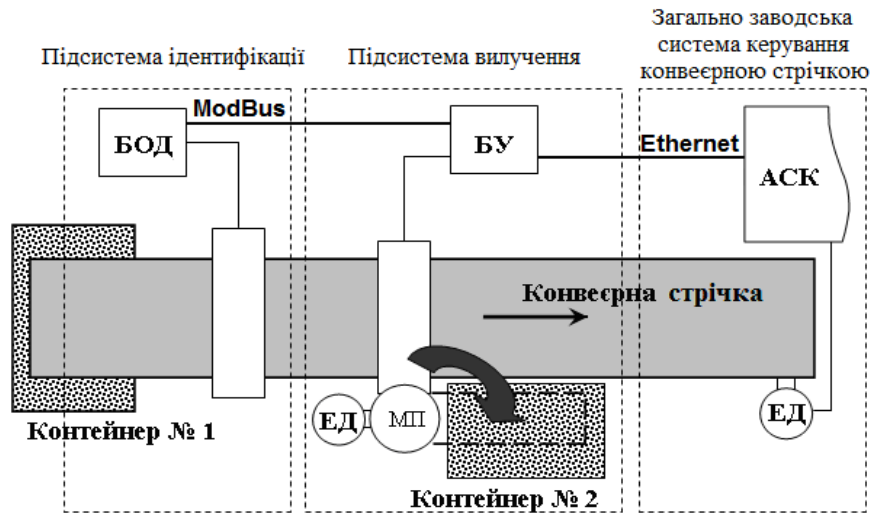 Підсистема ідентифікації
Підсистема вилучення
Загально заводська
система керування
конвеєрною стрічкою
ModBus
БОД
БУ
Ethernet
АСК
Конвеєрна стрічка
ЕД
МП
ЕД
Контейнер № 1
Контейнер № 2